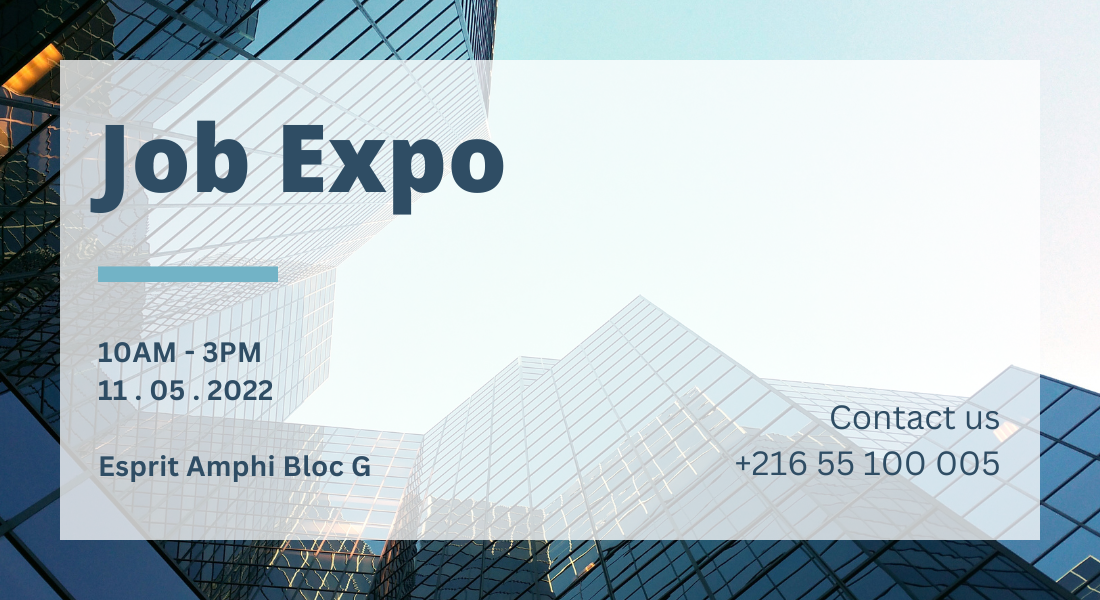 Job Expo
10AM - 3PM
11 . 05 . 2022
Esprit Amphi Bloc G
Contact us
+216 55 100 005